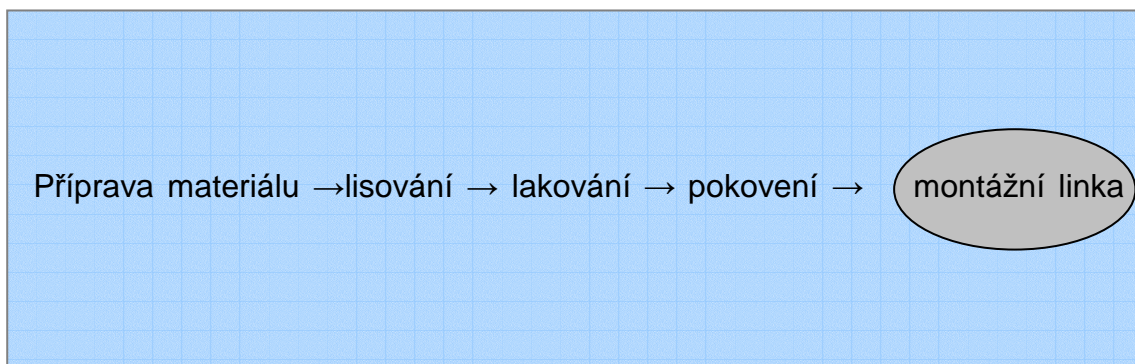 Příprava materiálu →lisování → lakování → pokovení → montážní linka